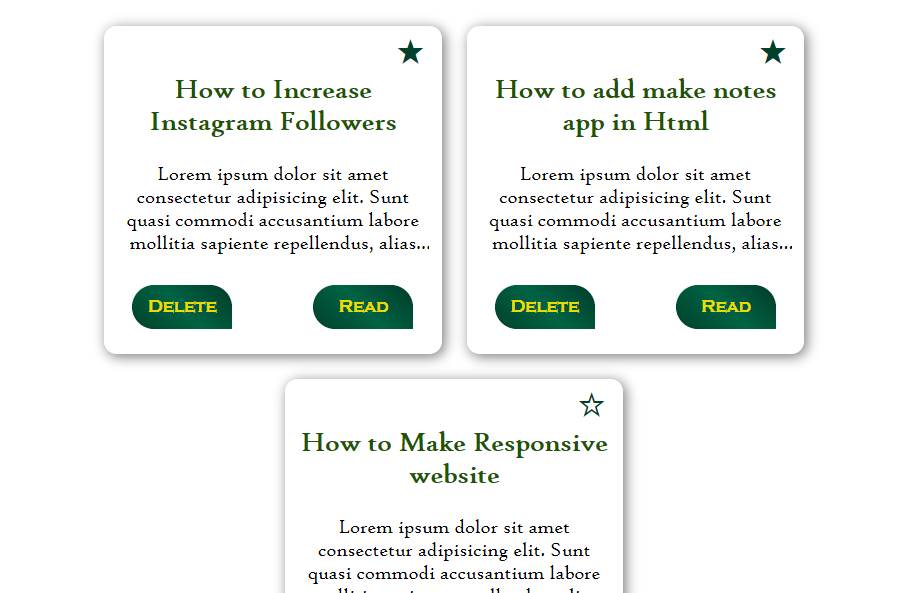 How to Increase
Instagram Followers
Lorem ipsum dolor sit amet
consectetur adipisicing elit. Sunt
quasi commodi accusantium labore
mollitia sapiente repellendus, alias...
Delete
Read
How to add make notes
app in Html
Lorem ipsum dolor sit amet
consectetur adipisicing elit. Sunt
quasi commodi accusantium labore
mollitia sapiente repellendus, alias...
Delete
Read
How to Make Responsive
website
Lorem ipsum dolor sit amet
consectetur adipisicing elit. Sunt
quasi commodi accusantium labore